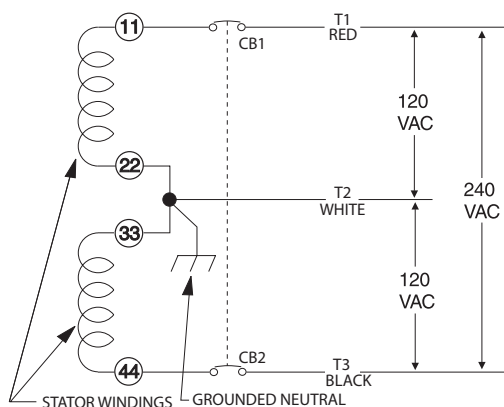 11
T1
RED
CB1
120
VAC
22
240
VAC
T2
WHITE
33
120
VAC
CB2
T3
BLACK
44
STATOR WINDINGS
GROUNDED NEUTRAL